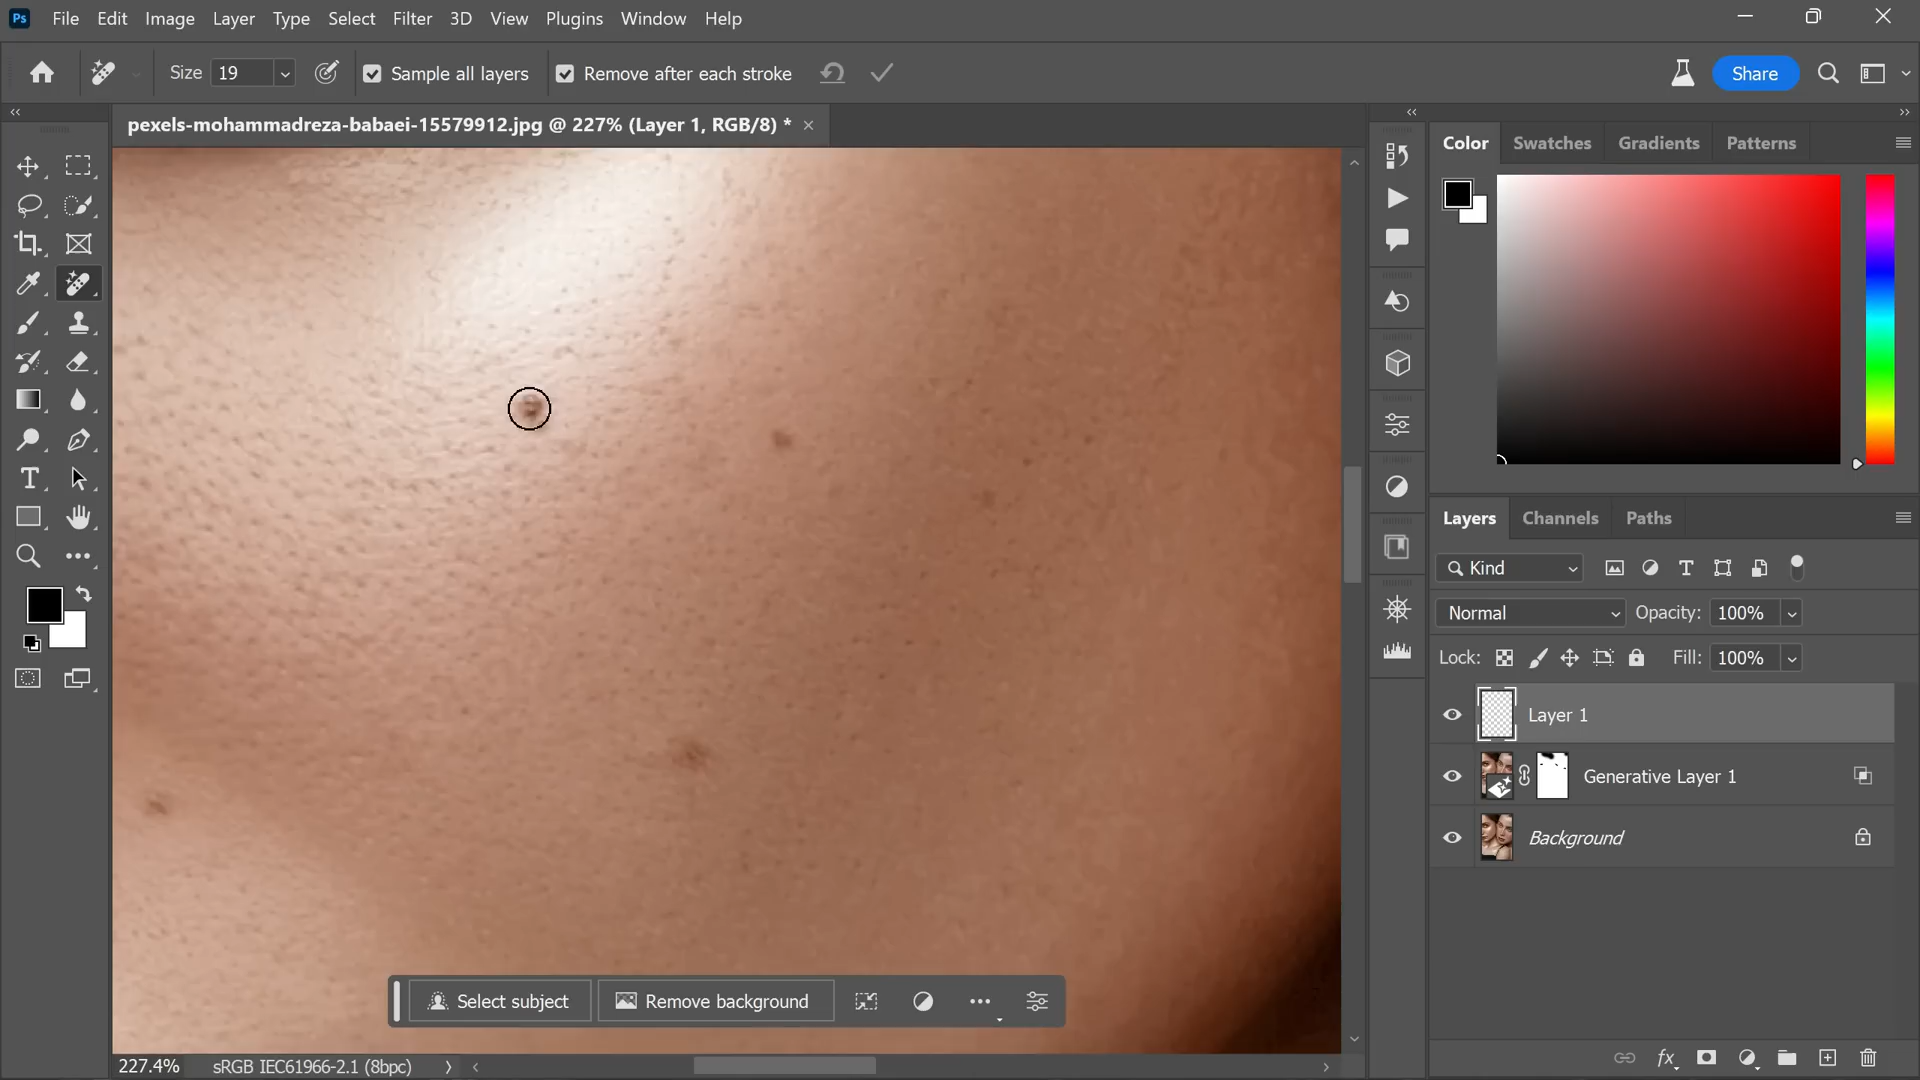 Ps File Edit Image Layer Type Select Filter 3D View Plugins Window Help
Size 19 Sample all layers Remove after each stroke Share
pexels-mohammadreza-babaei-15579912.jpg @ 227% (Layer 1, RGB/8) *
Color Swatches Gradients Patterns
Layers Channels Paths
Kind
Normal Opacity: 100%
Lock: Fill: 100%
Layer 1
Generative Layer 1
Background
Select subject Remove background
227.4% sRGB IEC61966-2.1 (8bpc)
fx